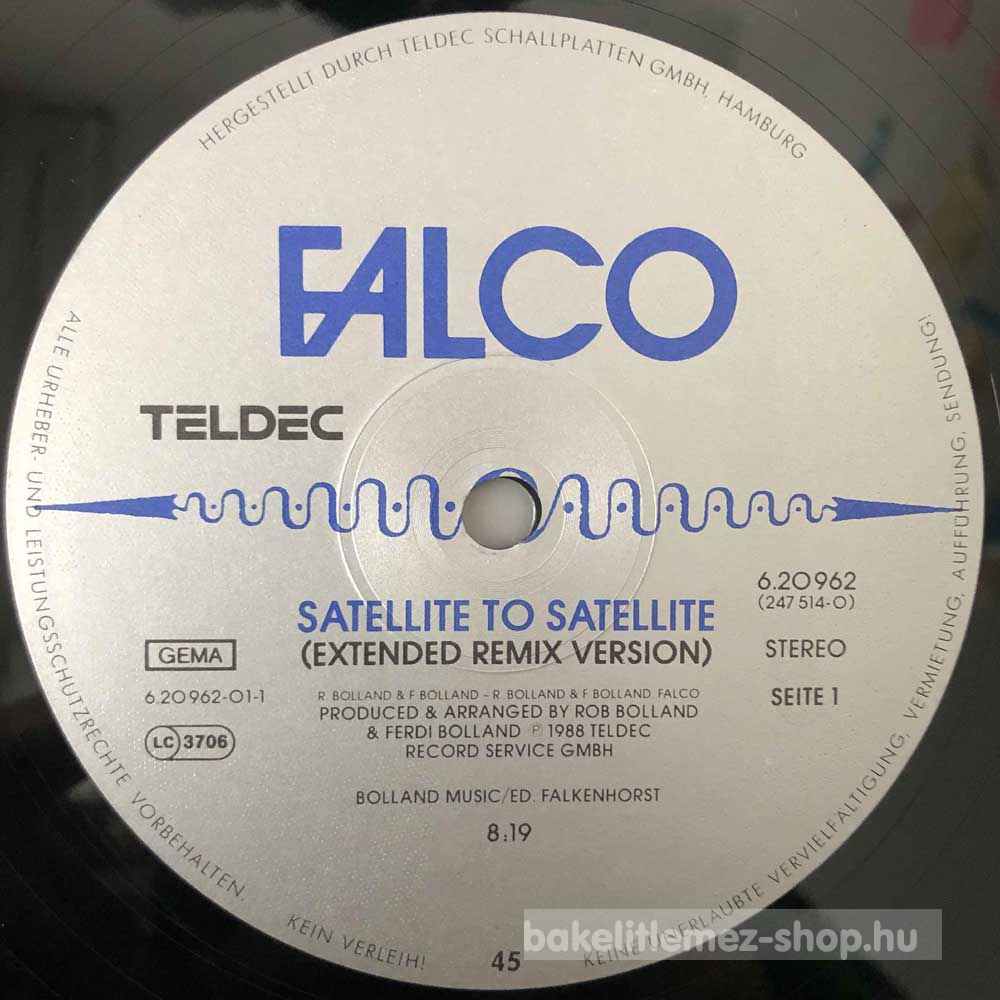 HERGESTELLT DURCH TELDEC SCHALLPLATTEN GMBH, HAMBURG
FALCO
TELDEC
6.20962
(247 514-0)
SATELLITE TO SATELLITE
(EXTENDED REMIX VERSION)
STEREO
GEMA
6.20962-01-1
SEITE 1
LC 3706
R. BOLLAND & F. BOLLAND – R. BOLLAND & F. BOLLAND, FALCO
PRODUCED & ARRANGED BY ROB BOLLAND
& FERDI BOLLAND Ⓟ 1988 TELDEC
RECORD SERVICE GMBH
BOLLAND MUSIC/ED. FALKENHORST
8:19
45
ALLE URHEBER- UND LEISTUNGSSCHUTZRECHTE VORBEHALTEN.
KEIN VERLEIH!
KEINE UNERLAUBTE VERVIELFÄLTIGUNG, VERMIETUNG, AUFFÜHRUNG, SENDUNG!
bakelitlemez-shop.hu